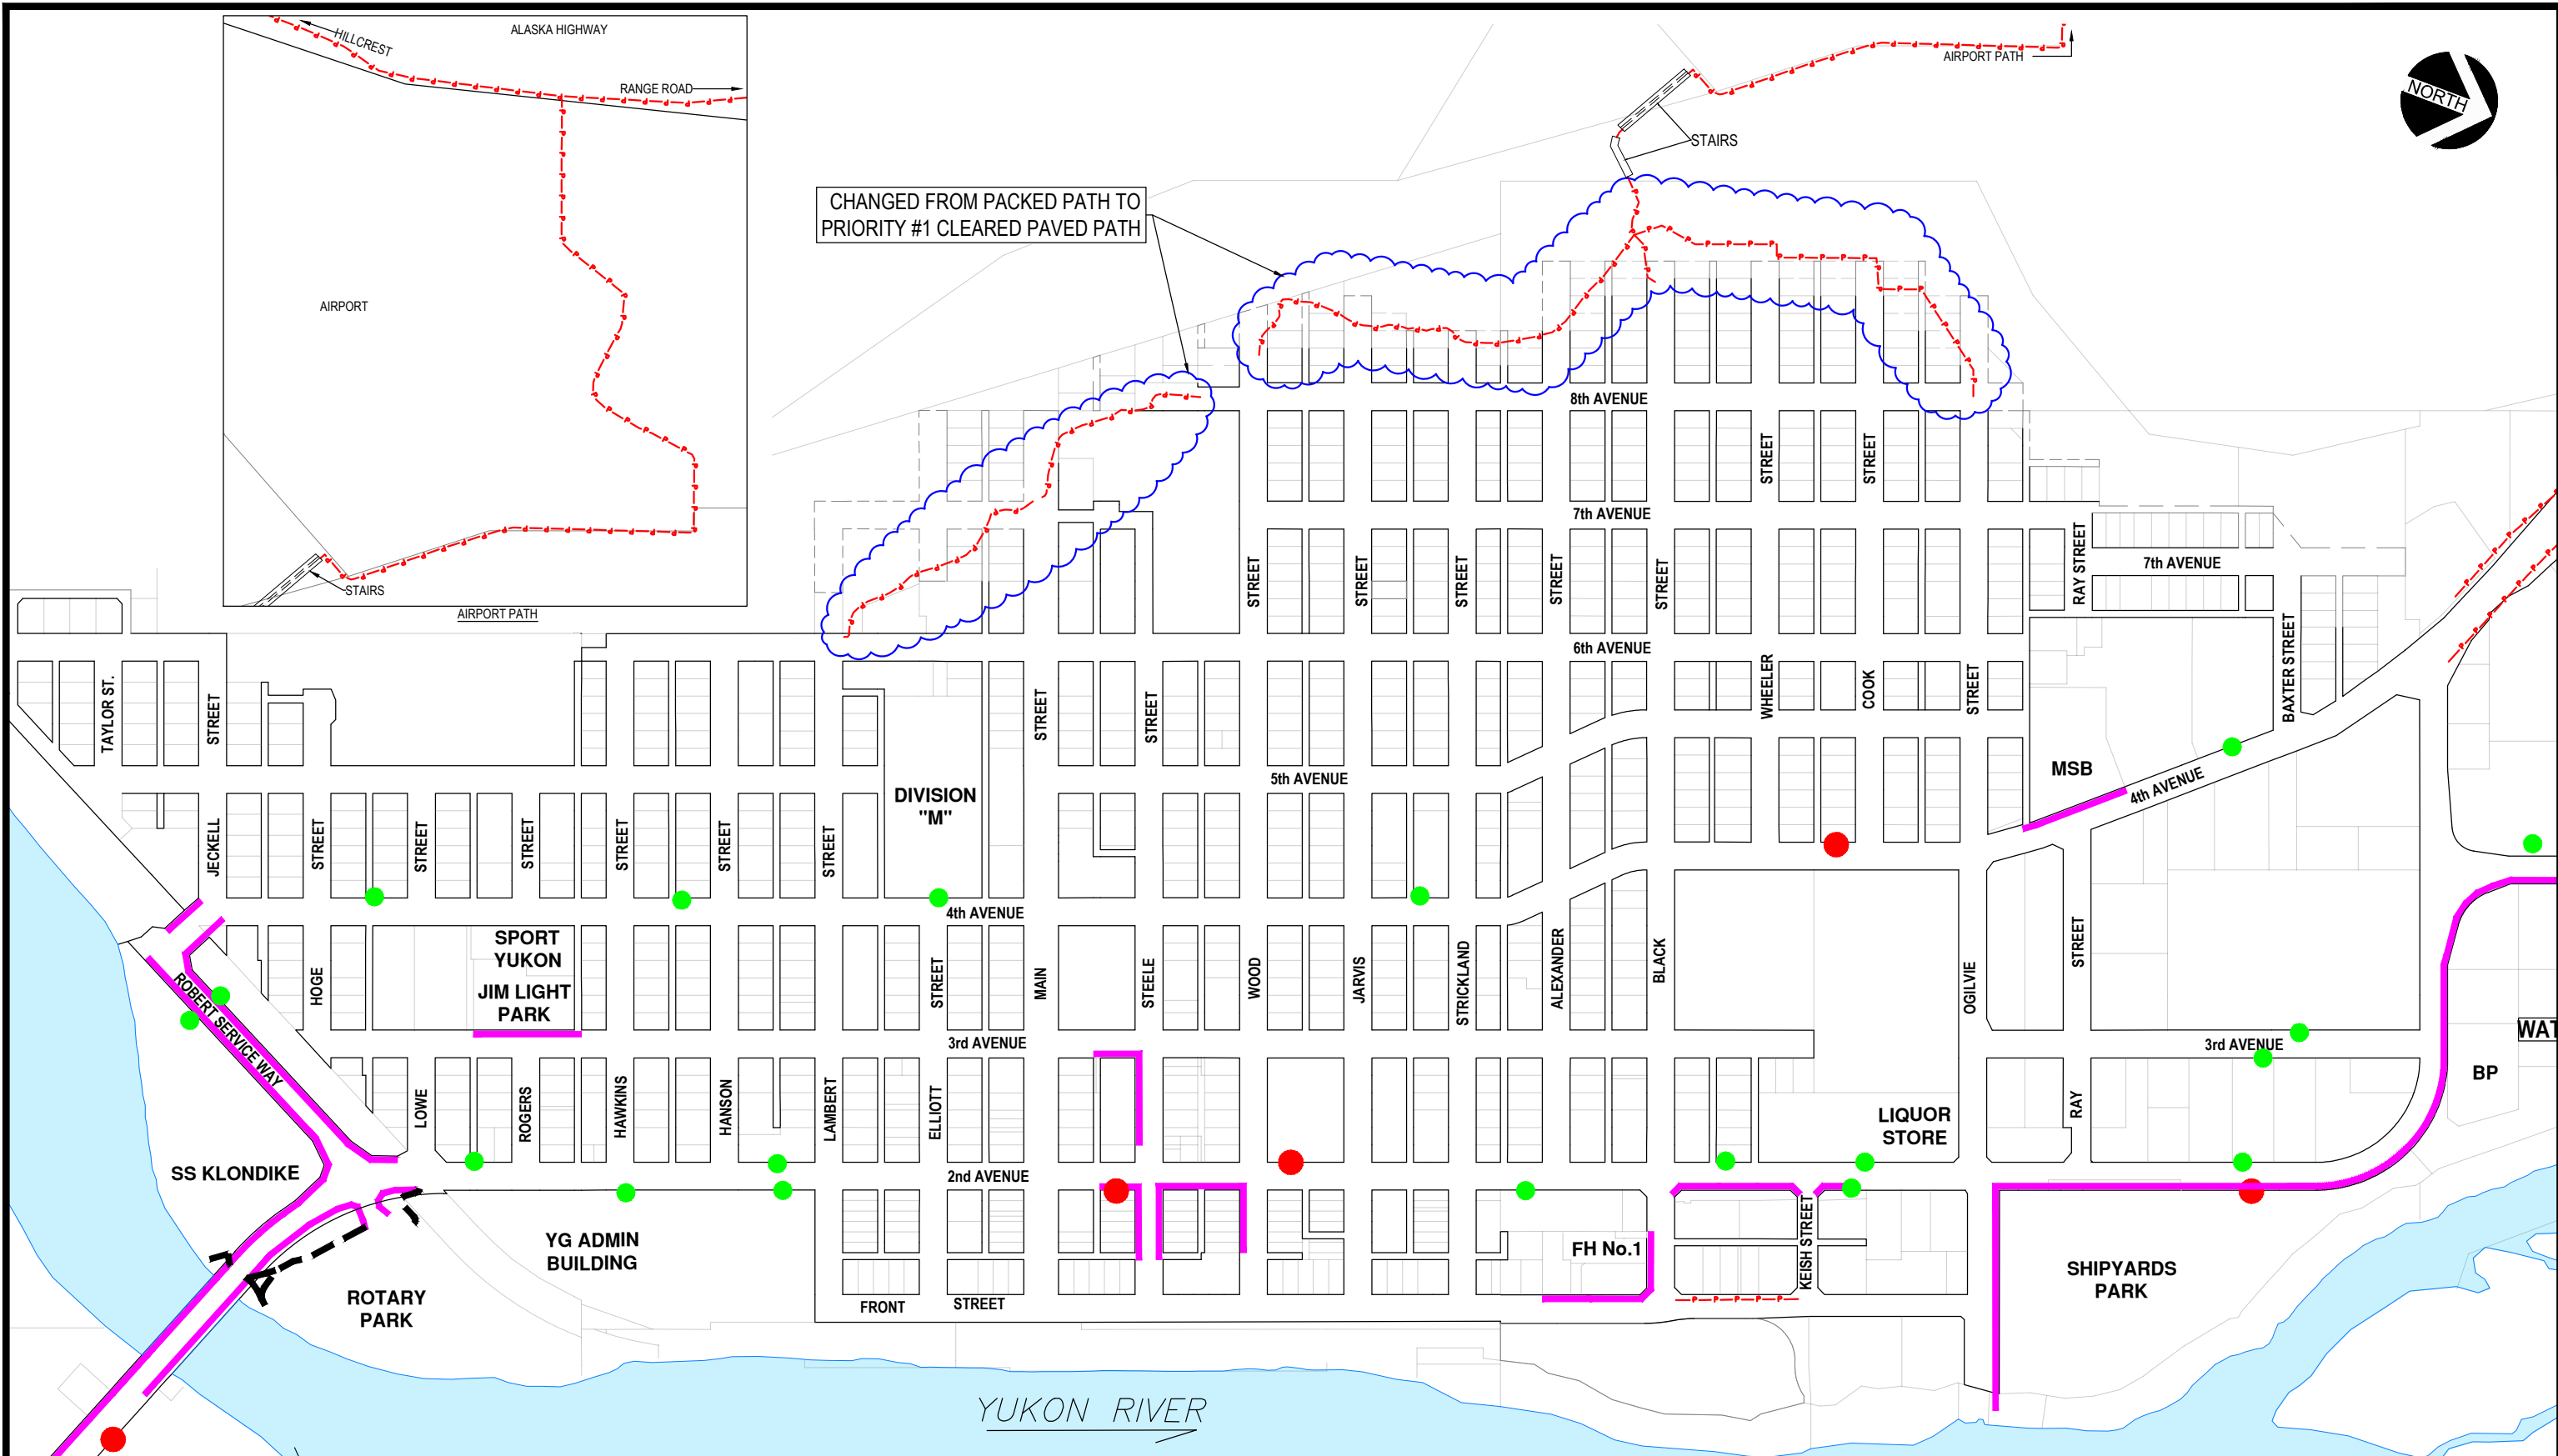 ALASKA HIGHWAY
HILLCREST
RANGE ROAD
AIRPORT
STAIRS
AIRPORT PATH
AIRPORT PATH
STAIRS
NORTH
CHANGED FROM PACKED PATH TO
PRIORITY #1 CLEARED PAVED PATH
8th AVENUE
STREET
STREET
7th AVENUE
STREET
STREET
STREET
STREET
STREET
RAY STREET
7th AVENUE
6th AVENUE
TAYLOR ST.
STREET
STREET
STREET
WHEELER
COOK
STREET
BAXTER STREET
5th AVENUE
MSB
4th AVENUE
DIVISION
"M"
JECKELL
STREET
STREET
STREET
STREET
STREET
STREET
4th AVENUE
SPORT
YUKON
JIM LIGHT
PARK
HOGE
STREET
MAIN
STEELE
WOOD
JARVIS
STRICKLAND
ALEXANDER
BLACK
OGILVIE
STREET
ROBERT SERVICE WAY
3rd AVENUE
3rd AVENUE
WAT
BP
LOWE
ROGERS
HAWKINS
HANSON
LAMBERT
ELLIOTT
LIQUOR
STORE
RAY
SS KLONDIKE
2nd AVENUE
YG ADMIN
BUILDING
FH No.1
KEISH STREET
SHIPYARDS
PARK
ROTARY
PARK
FRONT STREET
YUKON RIVER